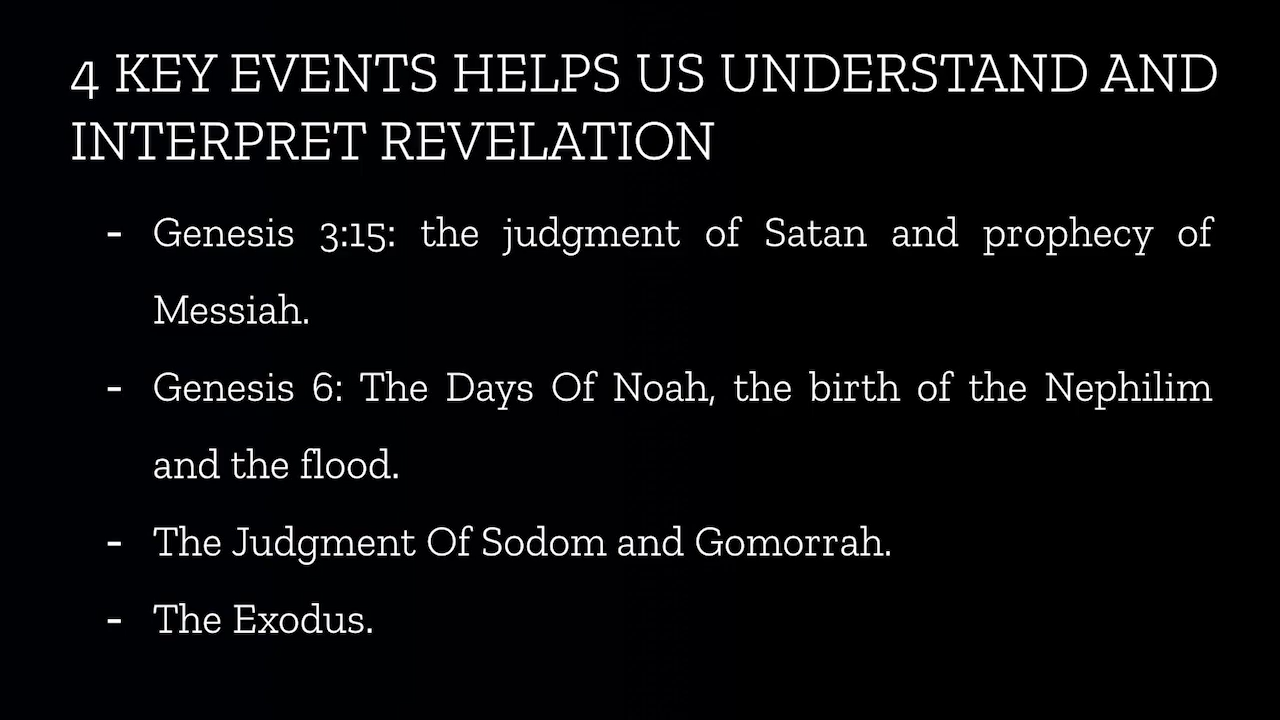 4 KEY EVENTS HELPS US UNDERSTAND AND
INTERPRET REVELATION
- Genesis 3:15: the judgment of Satan and prophecy of
Messiah.
- Genesis 6: The Days Of Noah, the birth of the Nephilim
and the flood.
- The Judgment Of Sodom and Gomorrah.
- The Exodus.